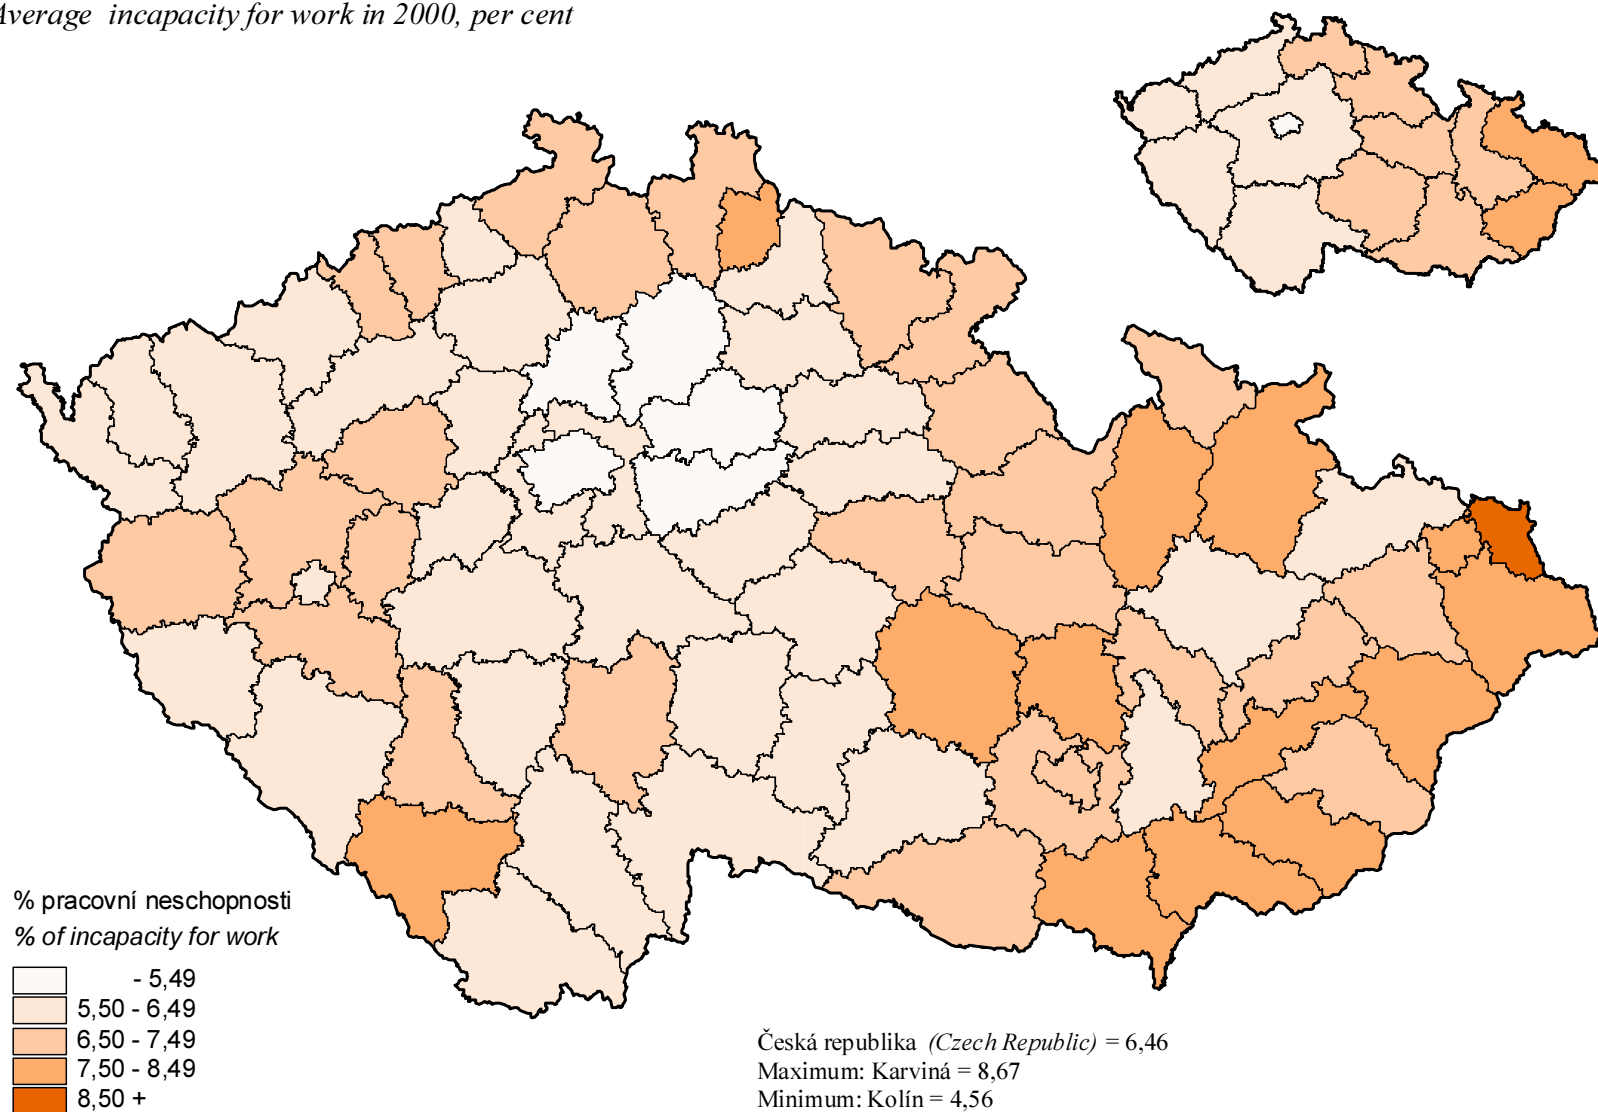 Average incapacity for work in 2000, per cent
% pracovní neschopnosti
% of incapacity for work
- 5,49
5,50 - 6,49
6,50 - 7,49
7,50 - 8,49
8,50 +
Česká republika (Czech Republic) = 6,46
Maximum: Karviná = 8,67
Minimum: Kolín = 4,56